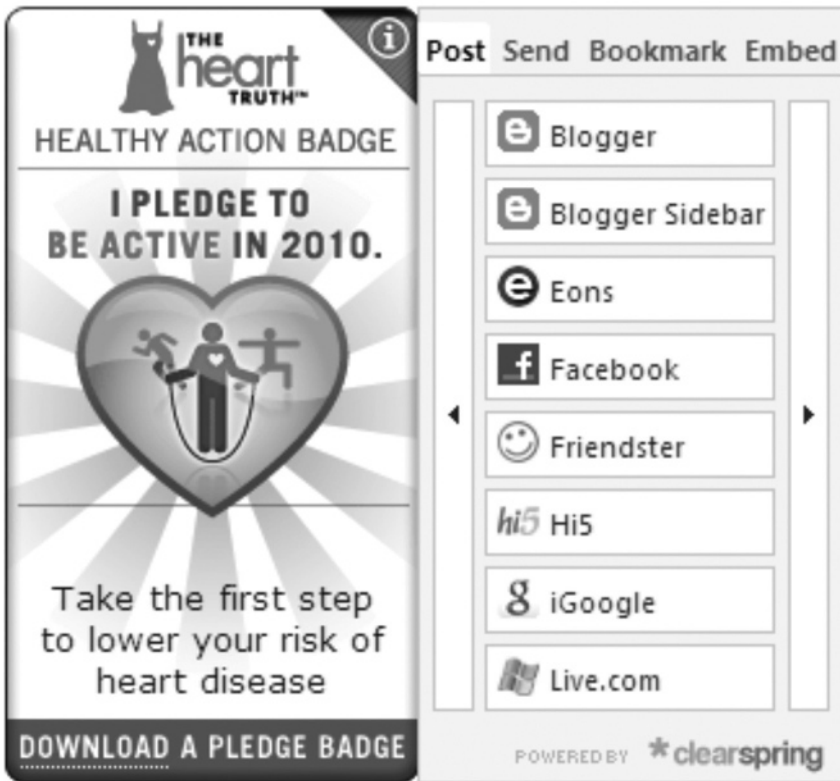 THE
heart
TRUTH™
HEALTHY ACTION BADGE
I PLEDGE TO
BE ACTIVE IN 2010.
Take the first step
to lower your risk of
heart disease
DOWNLOAD A PLEDGE BADGE
Post Send Bookmark Embed
Blogger
Blogger Sidebar
Eons
Facebook
Friendster
hi5 Hi5
iGoogle
Live.com
POWERED BY *clearspring